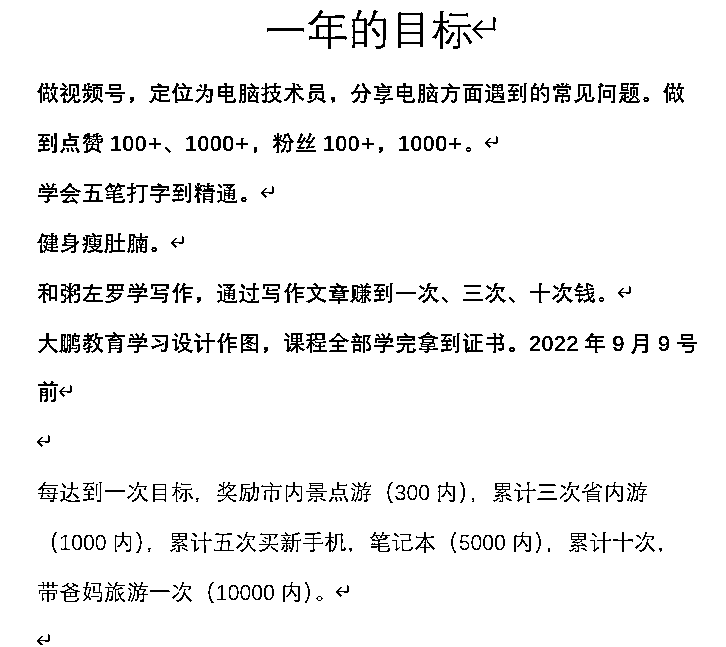 一年的目标↵
做视频号，定位为电脑技术员，分享电脑方面遇到的常见问题。做
到点赞 100+、1000+，粉丝 100+，1000+。↵
学会五笔打字到精通。↵
健身瘦肚腩。↵
和粥左罗学写作，通过写作文章赚到一次、三次、十次钱。↵
大鹏教育学习设计作图，课程全部学完拿到证书。2022 年 9 月 9 号
前↵
↵
每达到一次目标，奖励市内景点游（300 内），累计三次省内游
（1000 内），累计五次买新手机，笔记本（5000 内），累计十次，
带爸妈旅游一次（10000 内）。↵
↵